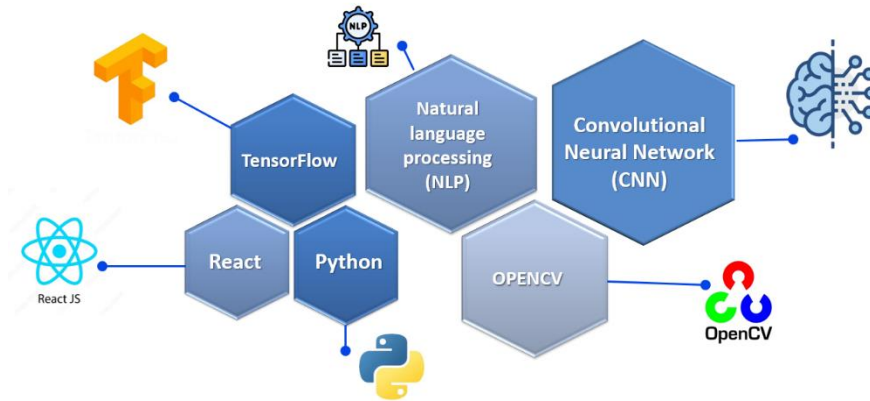 NLP
Natural
language
processing
(NLP)
Convolutional
Neural Network
(CNN)
TensorFlow
React
Python
OPENCV
React JS
OpenCV